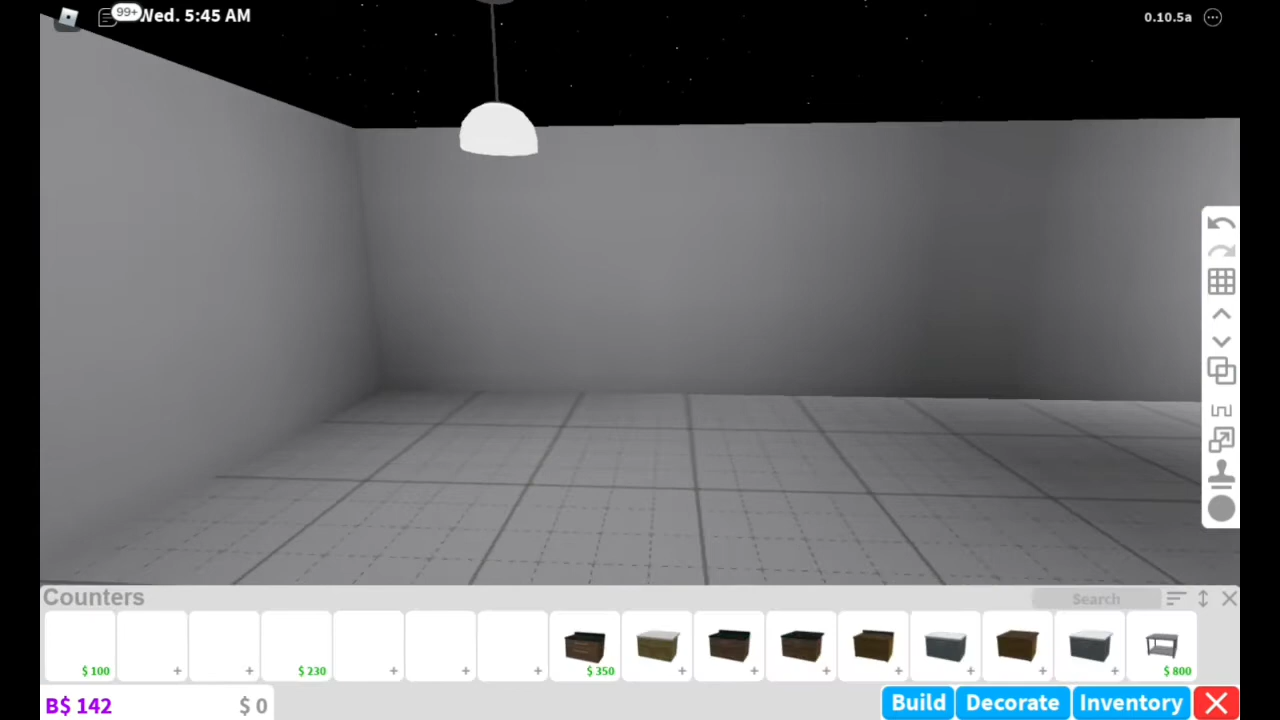 99+
Wed. 5:45 AM
0.10.5a
Counters
Search
$ 100
+
+
$ 230
+
+
+
$ 350
+
+
+
+
+
+
+
$ 800
B$ 142
$ 0
Build
Decorate
Inventory